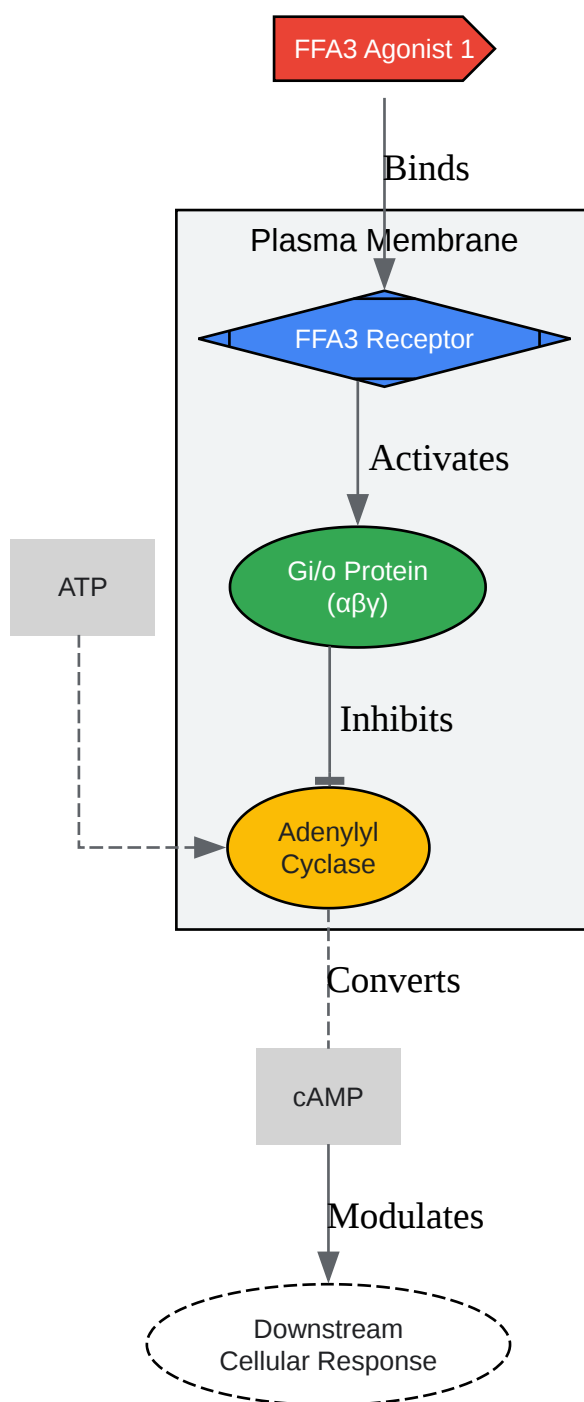 FFA3 Agonist 1
Binds
Plasma Membrane
FFA3 Receptor
Activates
Gi/o Protein
(αβγ)
ATP
Inhibits
Adenylyl
Cyclase
Converts
cAMP
Modulates
Downstream
Cellular Response